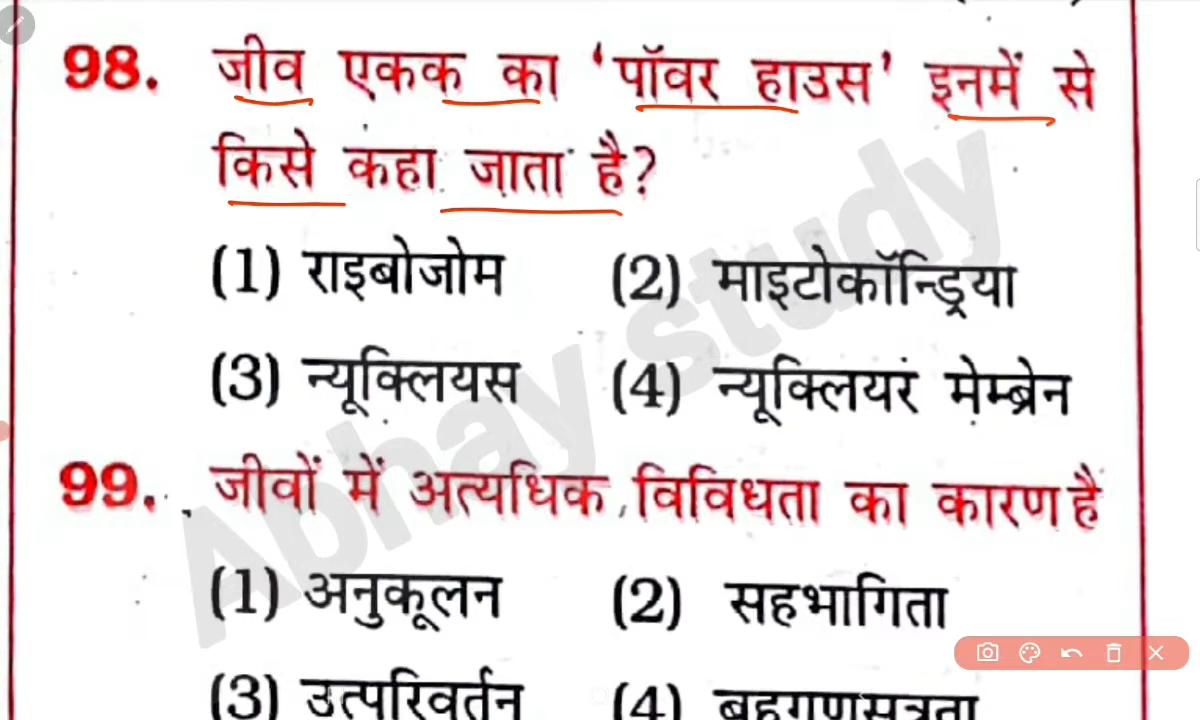 98. जीव एकक का ‘पॉवर हाउस’ इनमें से
किसे कहा जाता है?
(1) राइबोजोम (2) माइटोकॉन्ड्रिया
(3) न्यूक्लियस (4) न्यूक्लियर मेम्ब्रेन
99. जीवों में अत्यधिक विविधता का कारण है
(1) अनुकूलन (2) सहभागिता
(3) उत्परिवर्तन (4)
Abhay study